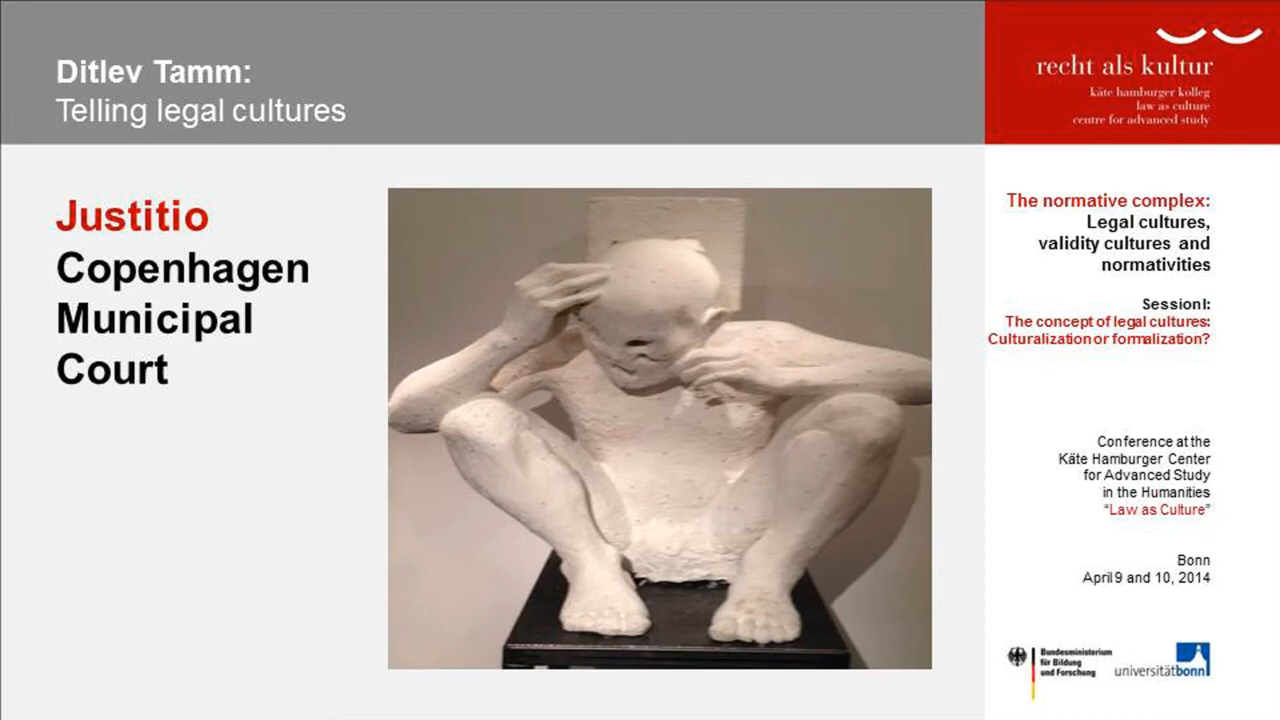 Ditlev Tamm:
Telling legal cultures
recht als kultur
käte hamburger kolleg
law as culture
centre for advanced study
Justitio
Copenhagen
Municipal
Court
The normative complex:
Legal cultures,
validity cultures and
normativities
Session I:
The concept of legal cultures:
Culturalization or formalization?
Conference at the
Käte Hamburger Center
for Advanced Study
in the Humanities
“Law as Culture”
Bonn
April 9 and 10, 2014
Bundesministerium
für Bildung
und Forschung
universitätbonn